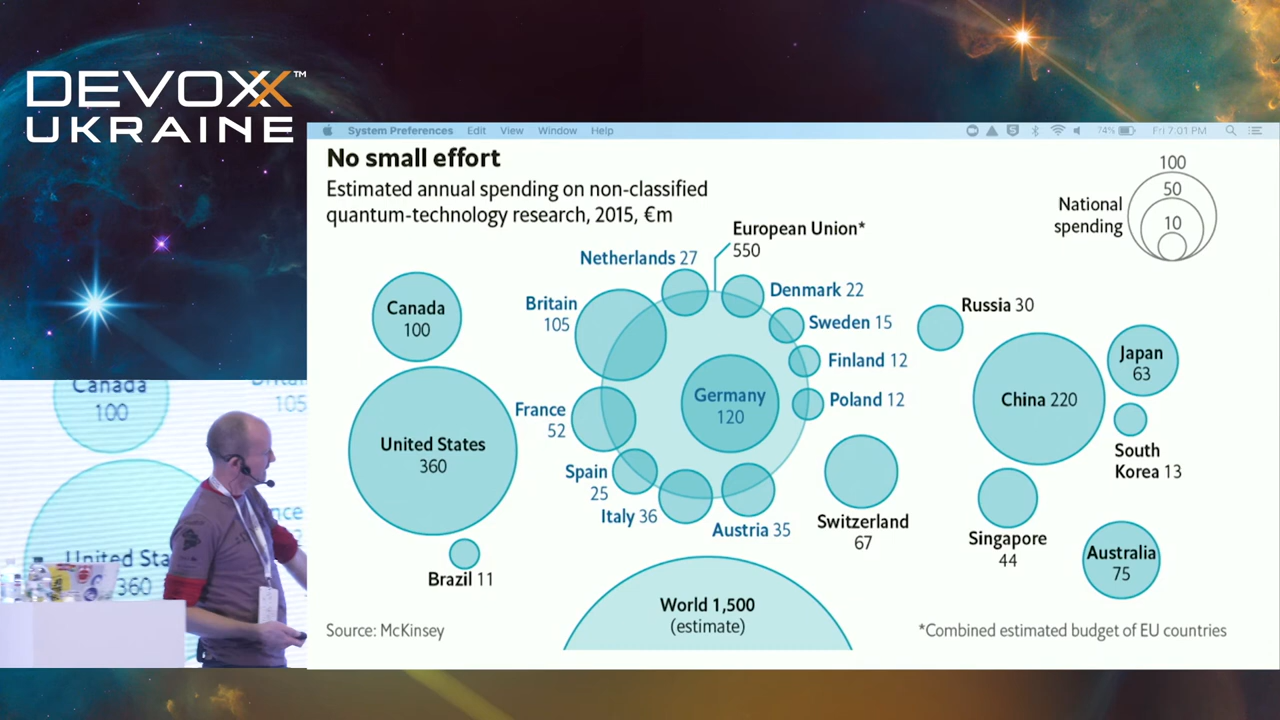 DEVOXX™
UKRAINE
System Preferences Edit View Window Help
74%
Fri 7:01 PM
No small effort
Estimated annual spending on non-classified
quantum-technology research, 2015, €m
National
spending
100
50
10
European Union*
550
Netherlands 27
Denmark 22
Britain
105
Sweden 15
Finland 12
Poland 12
Germany
120
France
52
Spain
25
Italy 36
Austria 35
Canada
100
United States
360
Brazil 11
Switzerland
67
Russia 30
China 220
Japan
63
South
Korea 13
Singapore
44
Australia
75
World 1,500
(estimate)
Source: McKinsey
*Combined estimated budget of EU countries
Canada
100
105
United Sta
360